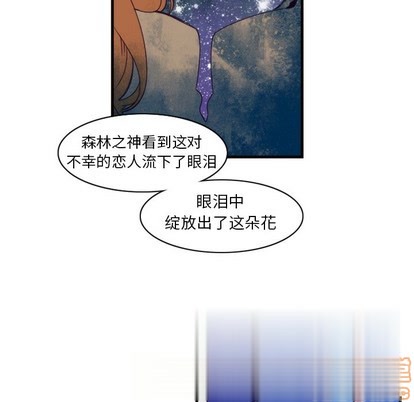 森林之神看到这对
不幸的恋人流下了眼泪
眼泪中
绽放出了这朵花